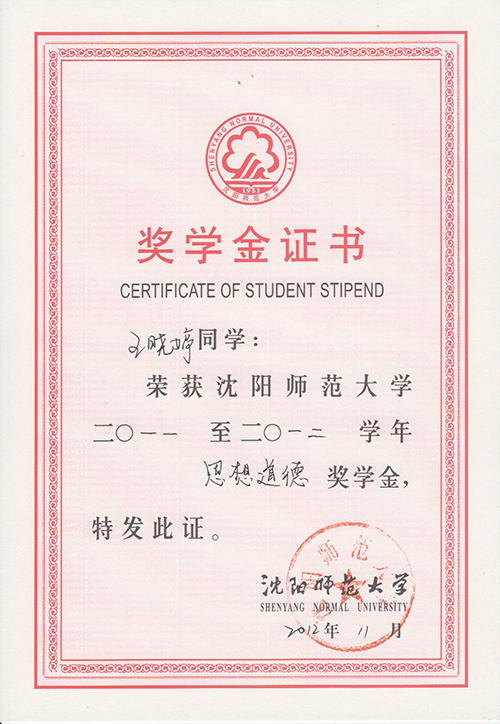 SHENYANG NORMAL UNIVERSITY
1951
沈阳师范大学
奖学金证书
CERTIFICATE OF STUDENT STIPEND
王晓婷同学：
荣获沈阳师范大学
二〇一一 至二〇一二 学年
思想道德 奖学金，
特发此证。
师范
沈阳师范大学
SHENYANG NORMAL UNIVERSITY
2012年 11 月